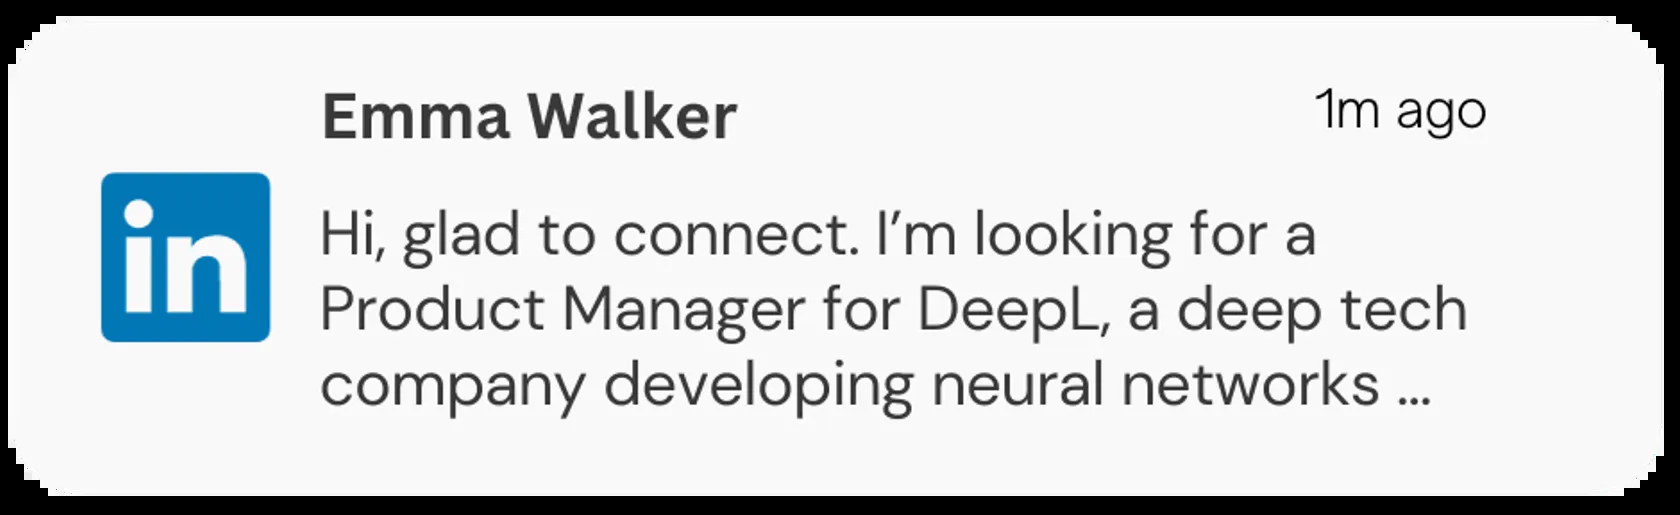 Emma Walker
1m ago
in
Hi, glad to connect. I’m looking for a
Product Manager for DeepL, a deep tech
company developing neural networks ...